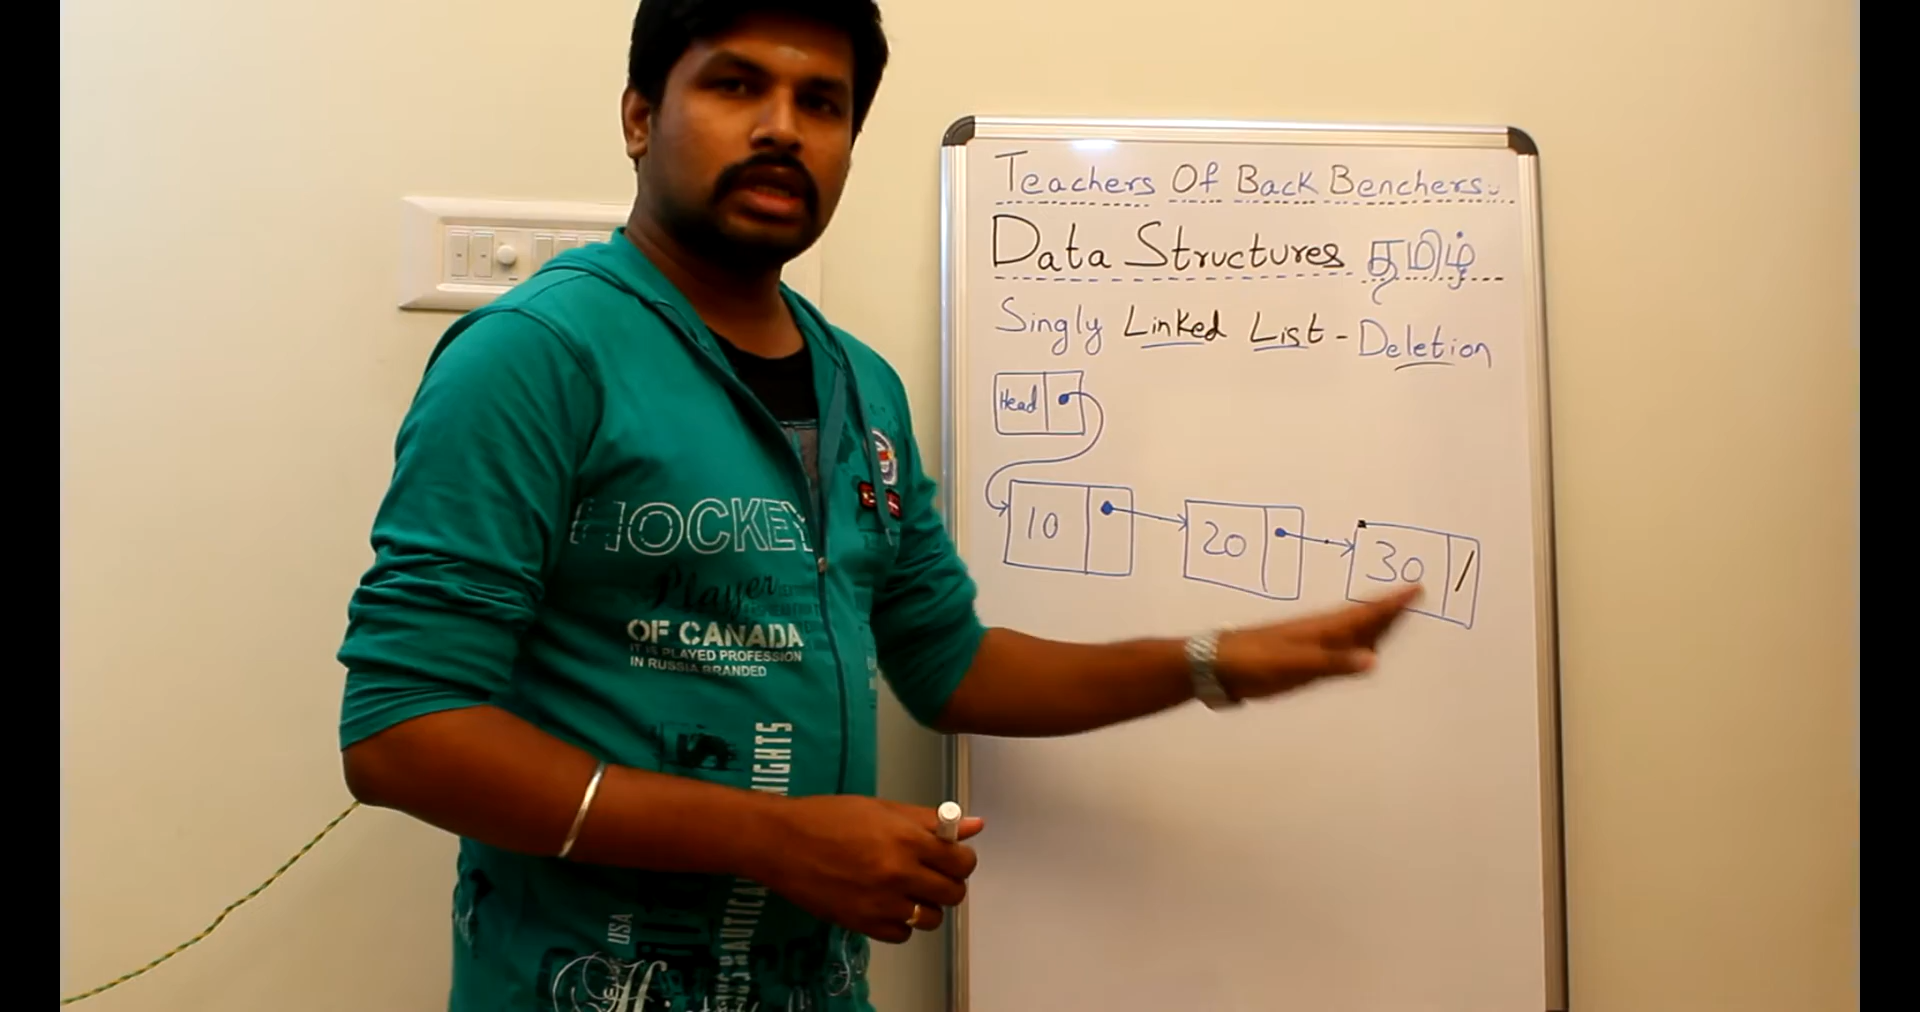 Teachers Of Back Benchers..
Data Structures தமிழ்
Singly Linked List - Deletion
Head
10
20
30
HOCKEY
Player
OF CANADA
IT IS PLAYED PROFESSION
IN RUSSIA BRANDED
USA